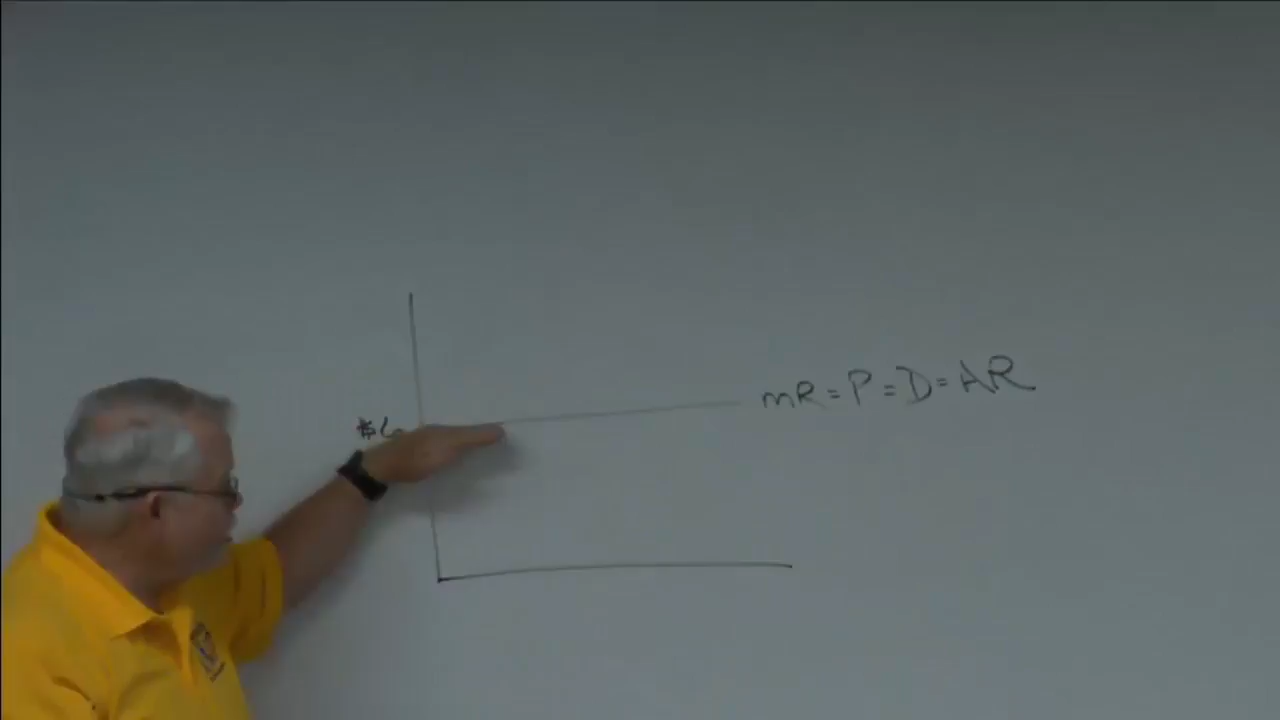 mR = P = D = AR